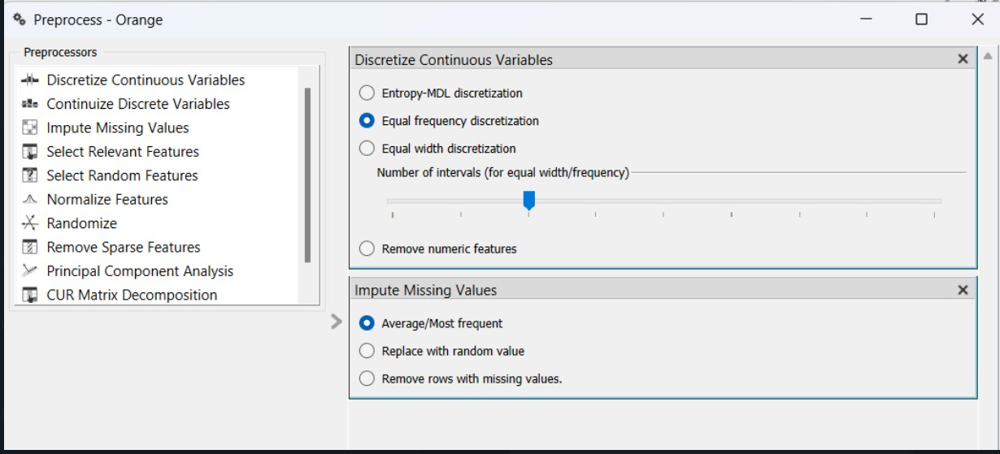 Preprocess - Orange
Preprocessors
Discretize Continuous Variables
Continuize Discrete Variables
Impute Missing Values
Select Relevant Features
Select Random Features
Normalize Features
Randomize
Remove Sparse Features
Principal Component Analysis
CUR Matrix Decomposition
Discretize Continuous Variables
Entropy-MDL discretization
Equal frequency discretization
Equal width discretization
Number of intervals (for equal width/frequency)
Remove numeric features
Impute Missing Values
Average/Most frequent
Replace with random value
Remove rows with missing values.